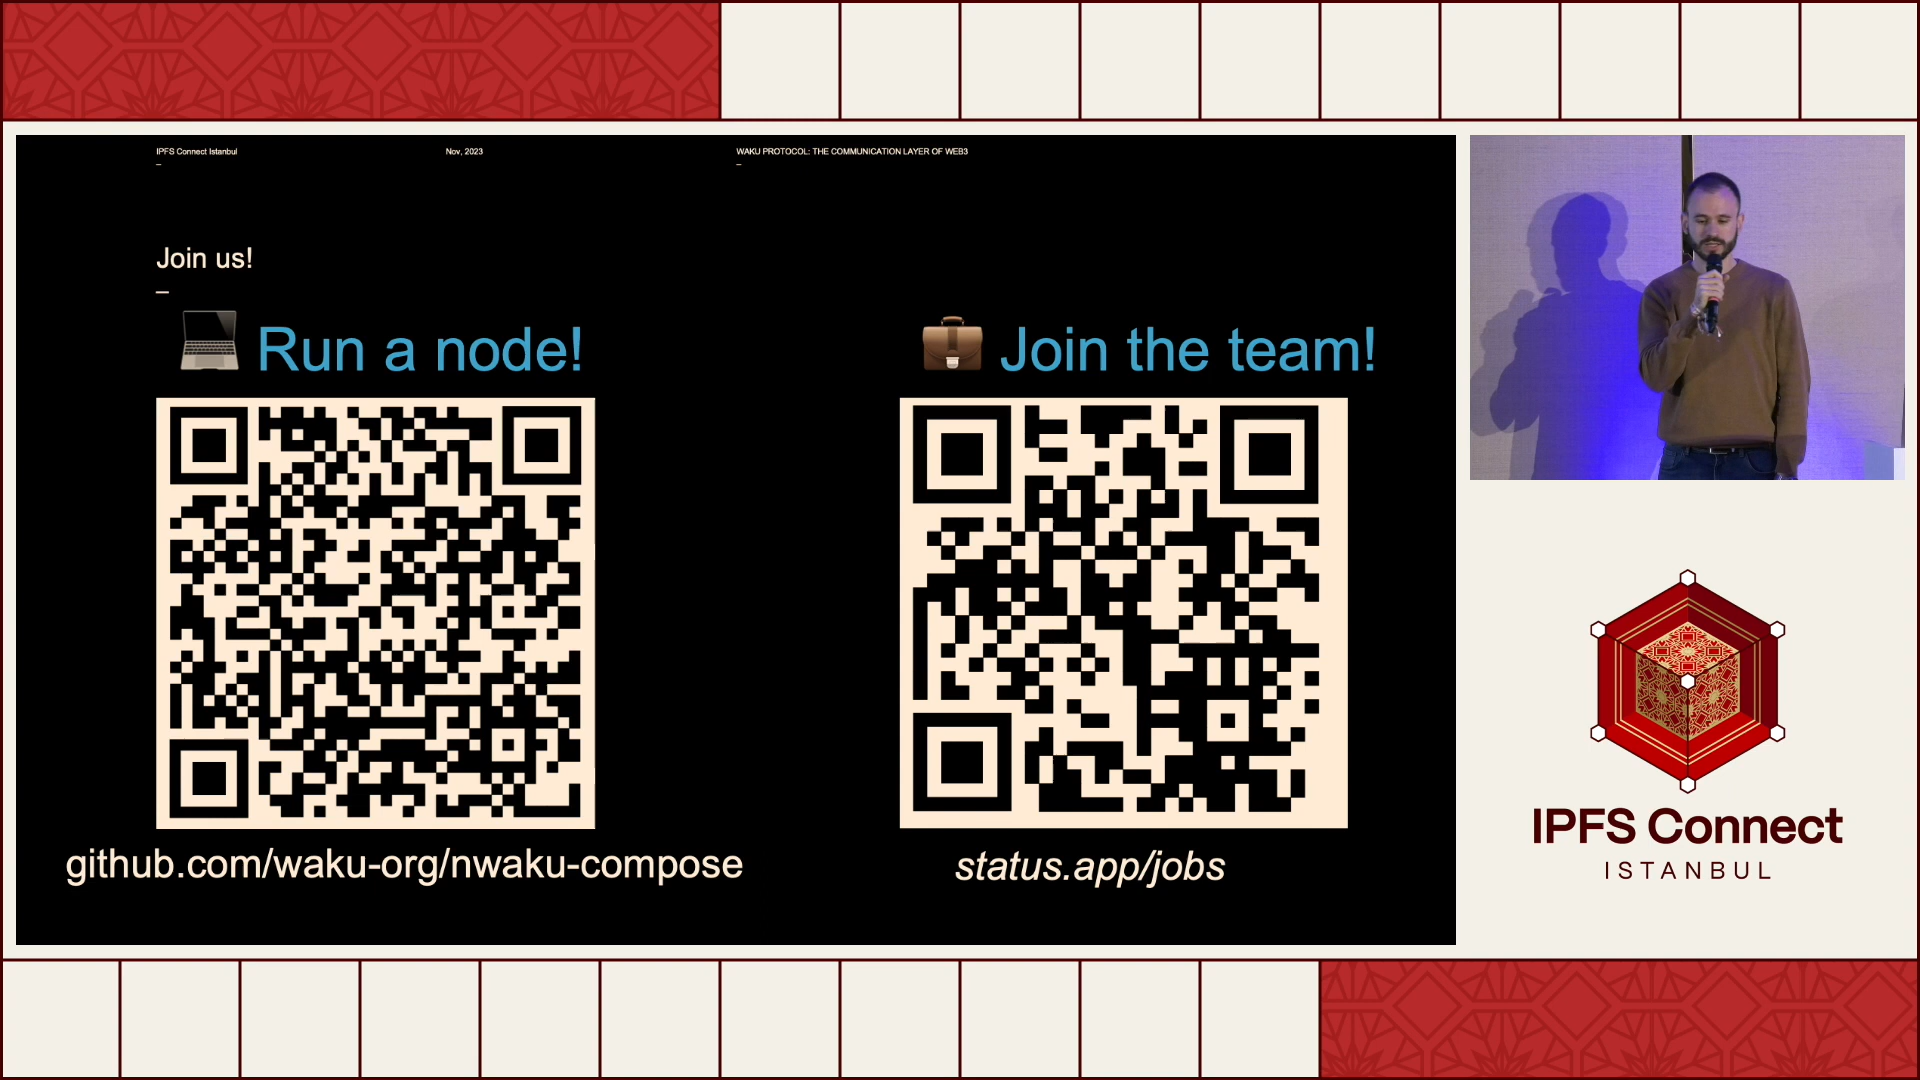 IPFS Connect Istanbul
Nov, 2023
WAKU PROTOCOL: THE COMMUNICATION LAYER OF WEB3
Join us!
Run a node!
Join the team!
github.com/waku-org/nwaku-compose
status.app/jobs
IPFS Connect
ISTANBUL